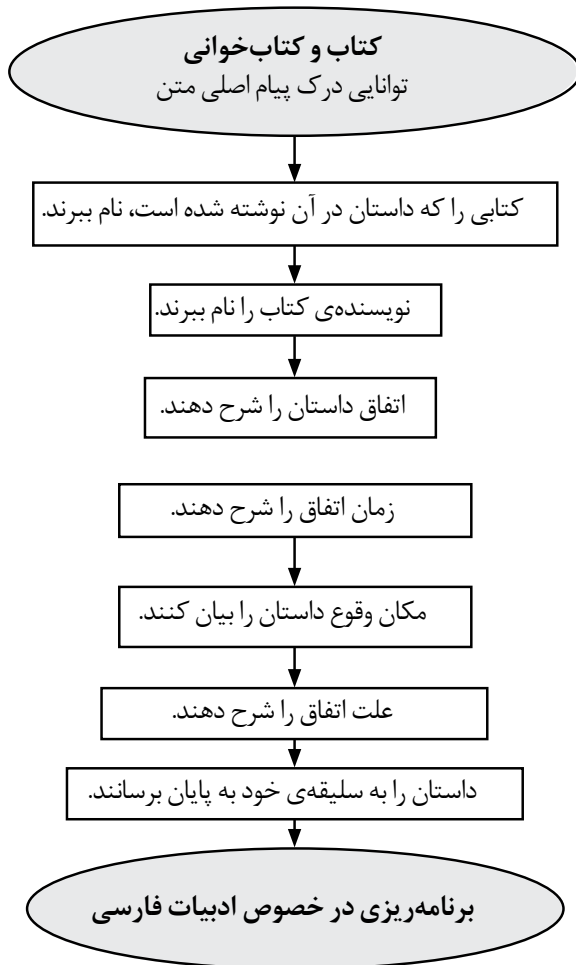 کتاب و کتاب‌خوانی
توانایی درک پیام اصلی متن
کتابی را که داستان در آن نوشته شده است، نام ببرند.
نویسنده‌ی کتاب را نام ببرند.
اتفاق داستان را شرح دهند.
زمان اتفاق را شرح دهند.
مکان وقوع داستان را بیان کنند.
علت اتفاق را شرح دهند.
داستان را به سلیقه‌ی خود به پایان برسانند.
برنامه‌ریزی در خصوص ادبیات فارسی